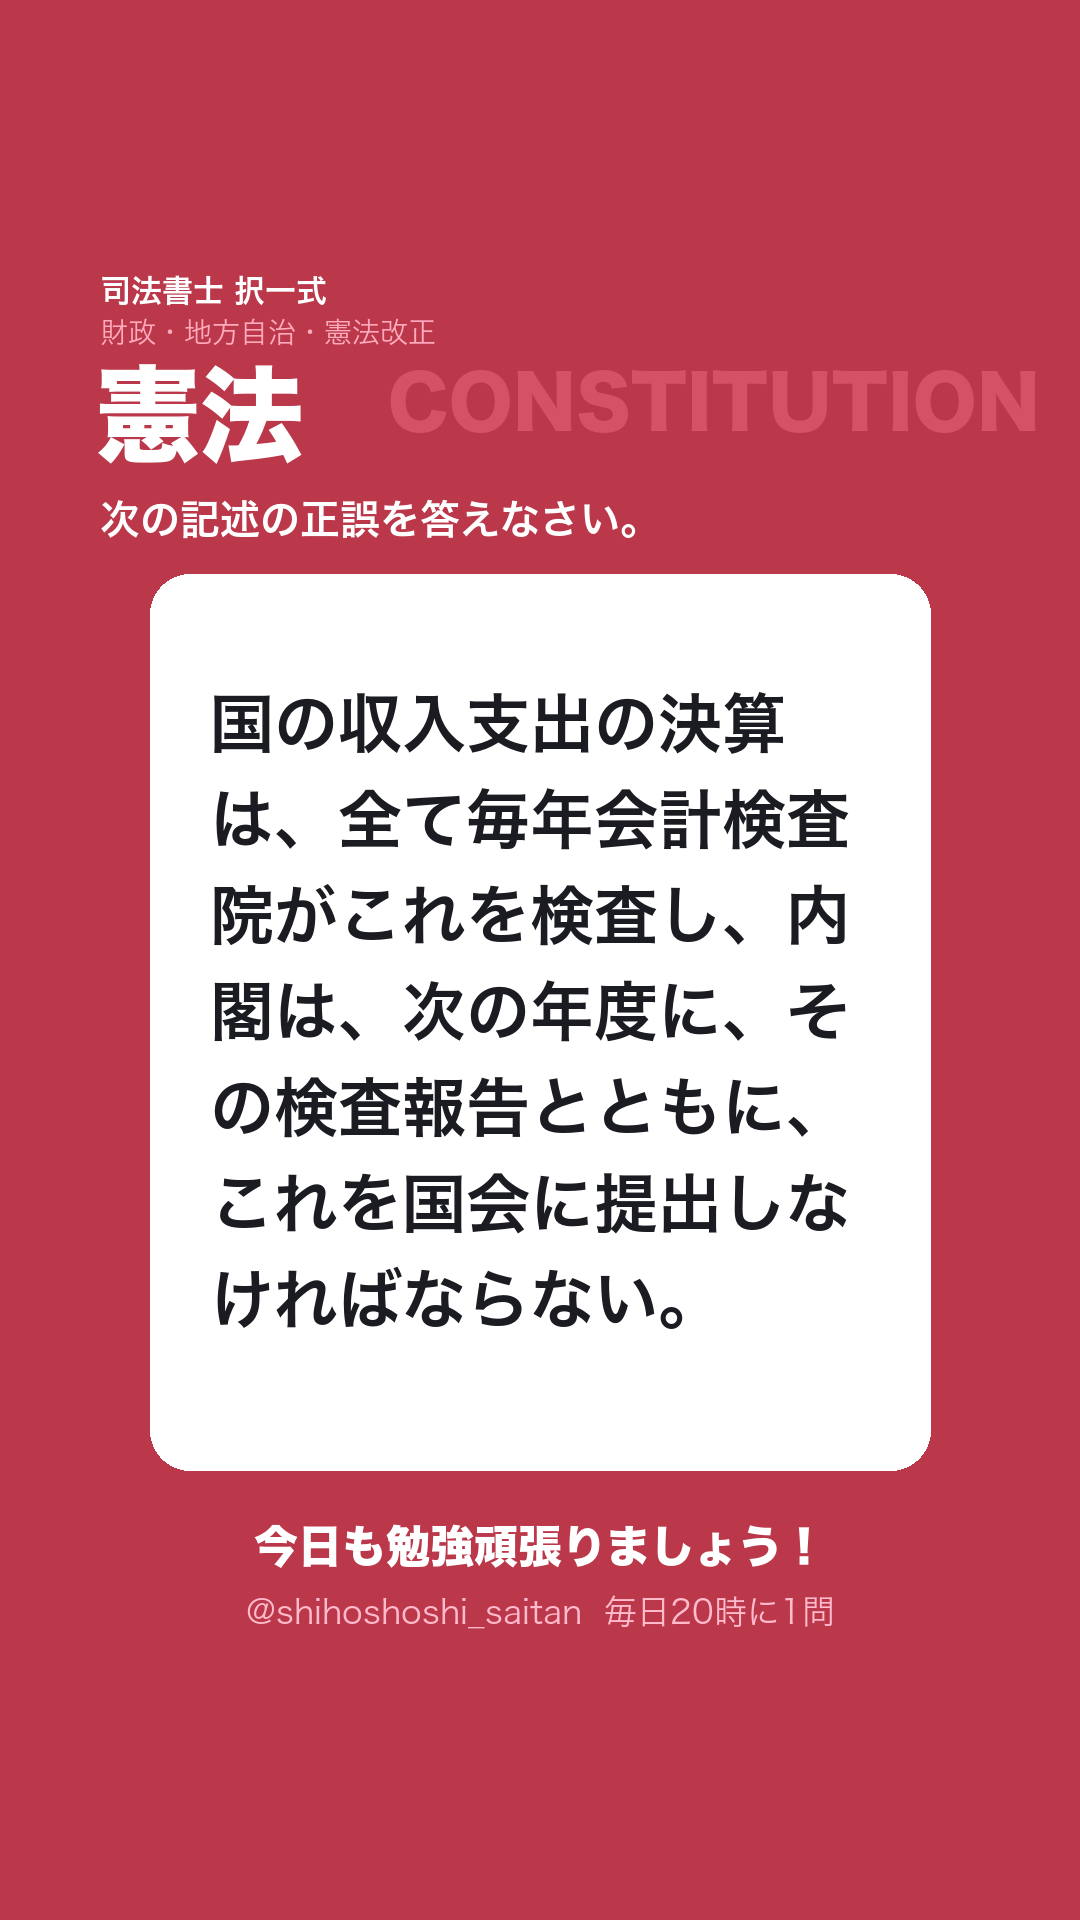 司法書士 択一式
財政・地方自治・憲法改正
憲法 CONSTITUTION
次の記述の正誤を答えなさい。
国の収入支出の決算
は、全て毎年会計検査
院がこれを検査し、内
閣は、次の年度に、そ
の検査報告とともに、
これを国会に提出しな
ければならない。
今日も勉強頑張りましょう！
@shihoshoshi_saitan 毎日20時に1問